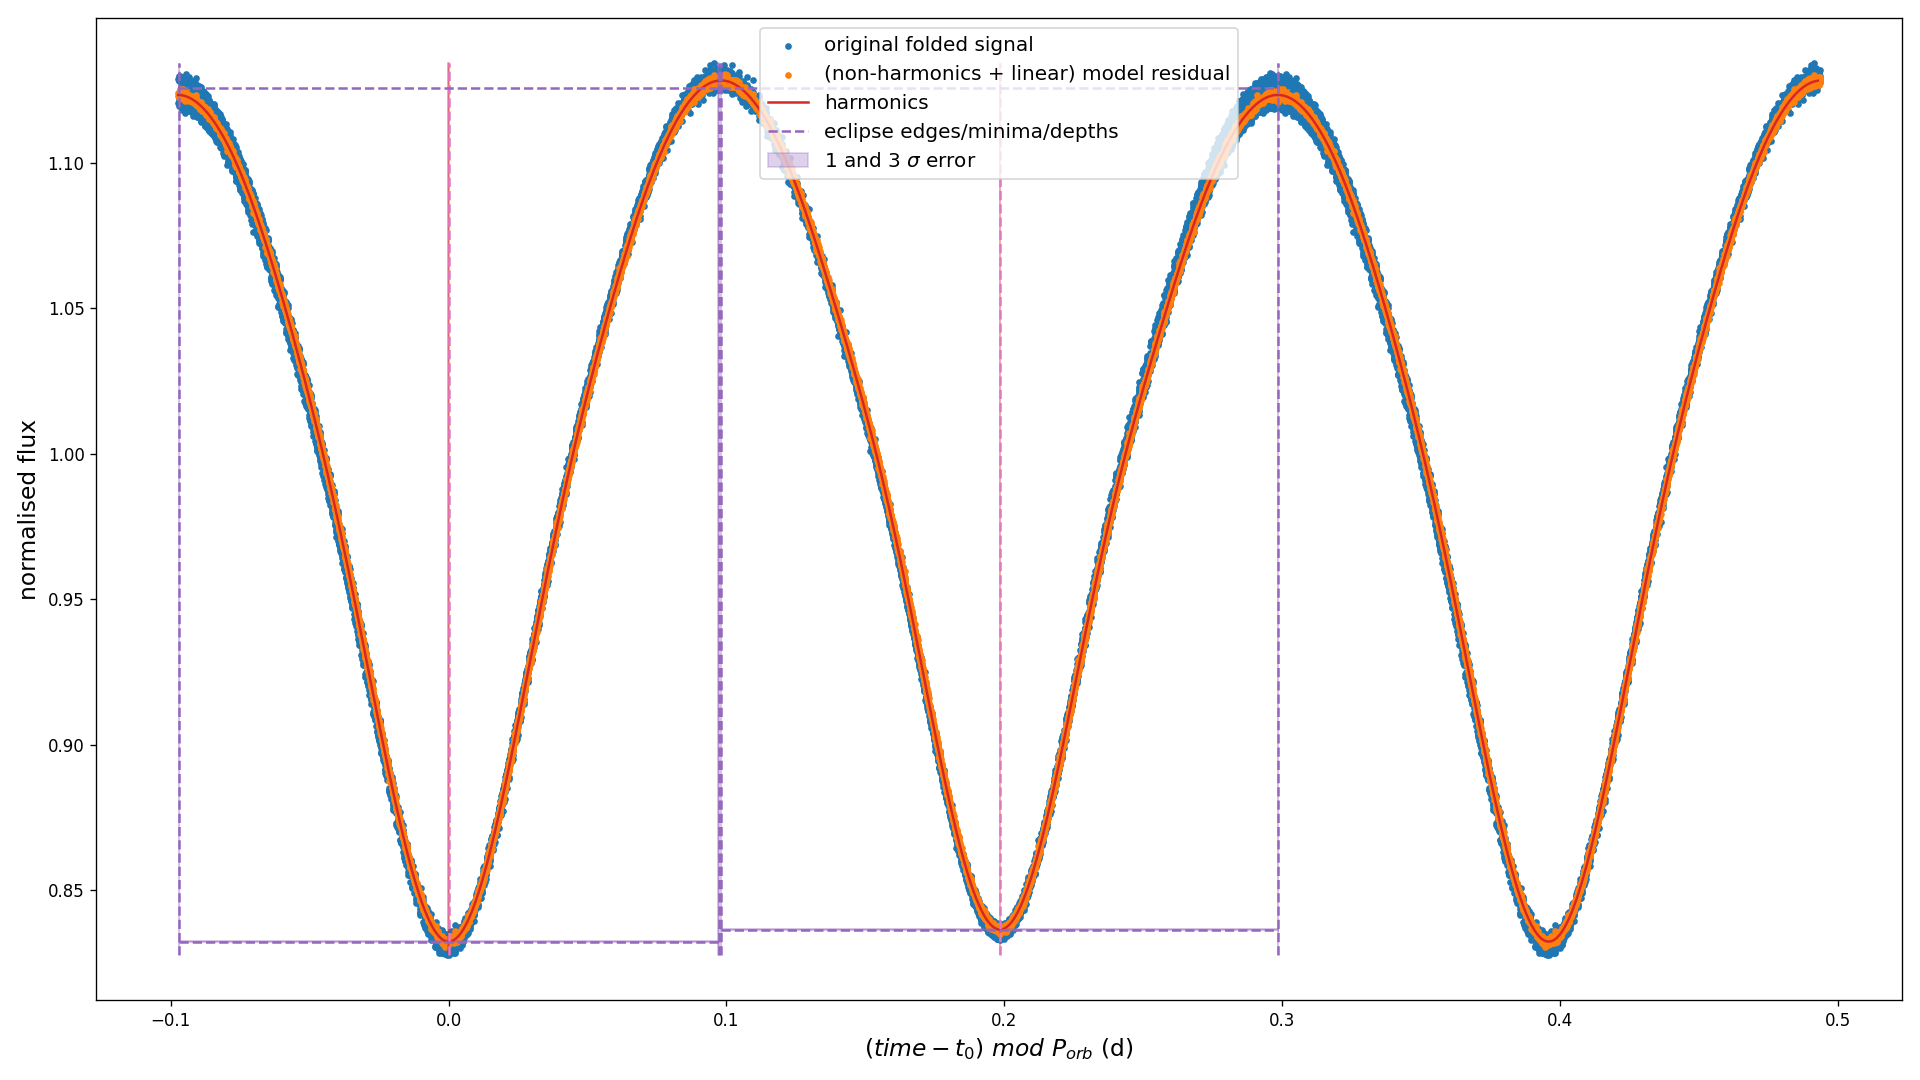 original folded signal
(non-harmonics + linear) model residual
harmonics
eclipse edges/minima/depths
1 and 3 σ error
normalised flux
1.10
1.05
1.00
0.95
0.90
0.85
−0.1 0.0 0.1 0.2 0.3 0.4 0.5
(time − t₀) mod P_orb (d)